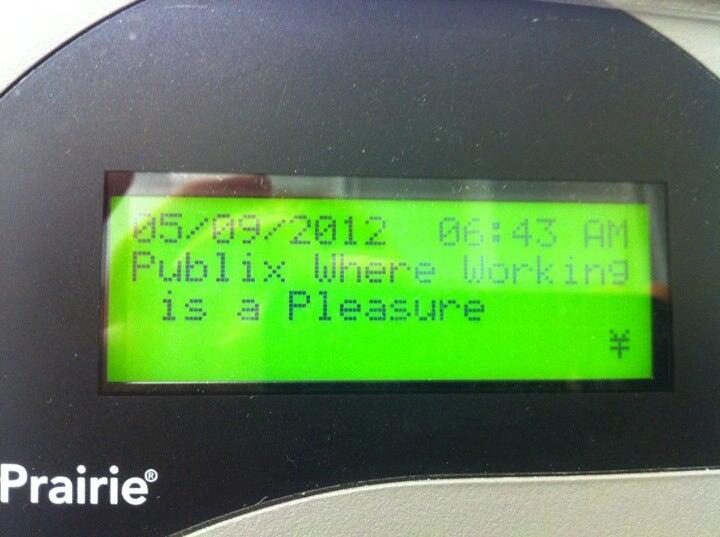 05/09/2012 06:43 AM
Publix Where Working
is a Pleasure
¥
Prairie®